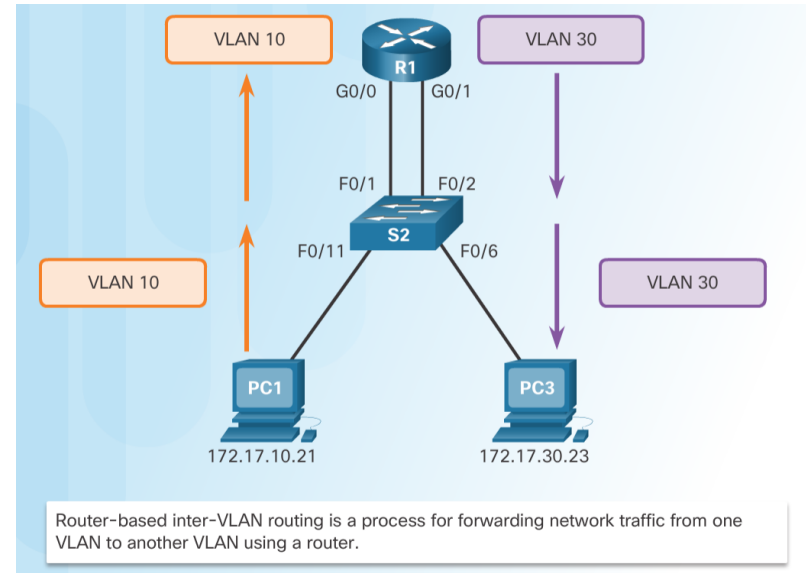 VLAN 10
VLAN 30
R1
G0/0
G0/1
F0/1
F0/2
S2
F0/11
F0/6
VLAN 10
VLAN 30
PC1
PC3
172.17.10.21
172.17.30.23
Router-based inter-VLAN routing is a process for forwarding network traffic from one
VLAN to another VLAN using a router.